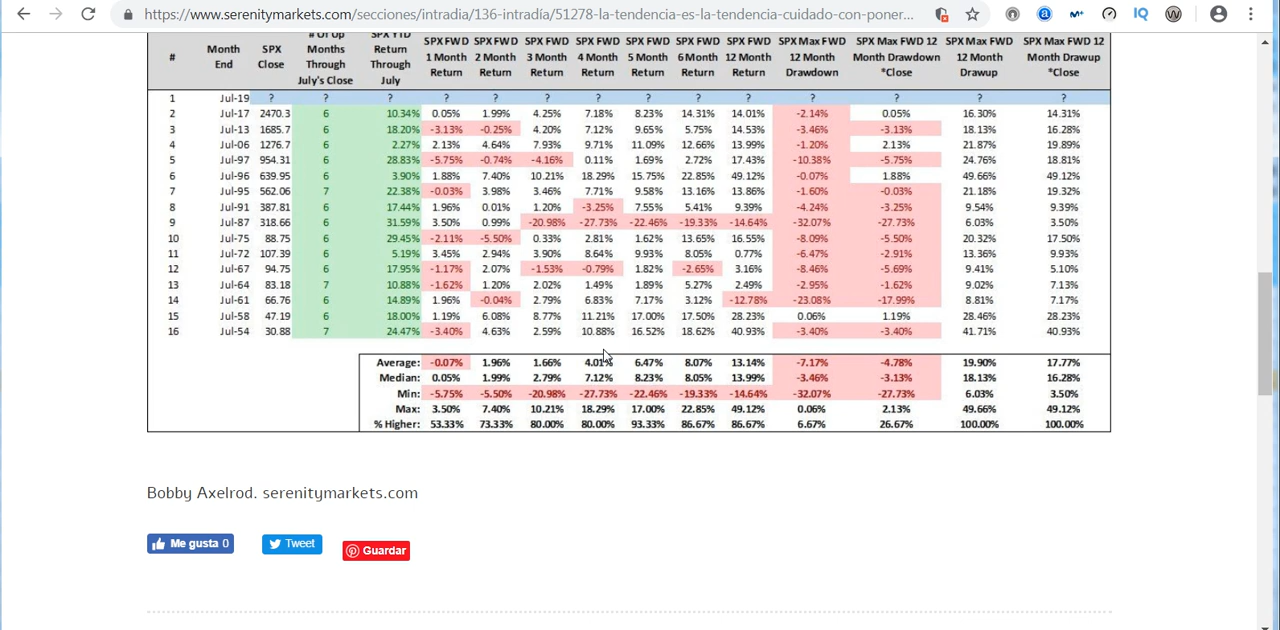 https://www.serenitymarkets.com/secciones/intradia/136-intradía/51278-la-tendencia-es-la-tendencia-cuidado-con-poner...
IQ
# Month End SPX Close # Of Up Months Through July's Close SPX YTD Return Through July SPX FWD 1 Month Return SPX FWD 2 Month Return SPX FWD 3 Month Return SPX FWD 4 Month Return SPX FWD 5 Month Return SPX FWD 6 Month Return SPX FWD 12 Month Return SPX Max FWD 12 Month Drawdown SPX Max FWD 12 Month Drawdown *Close SPX Max FWD 12 Month Drawup SPX Max FWD 12 Month Drawup *Close
1 Jul-19 ? ? ? ? ? ? ? ? ? ? ? ? ? ?
2 Jul-17 2470.3 6 10.34% 0.05% 1.99% 4.25% 7.18% 8.23% 14.31% 14.01% -2.14% 0.05% 16.30% 14.31%
3 Jul-13 1685.7 6 18.20% -3.13% -0.25% 4.20% 7.12% 9.65% 5.75% 14.53% -3.46% -3.13% 18.13% 16.28%
4 Jul-06 1276.7 6 2.27% 2.13% 4.64% 7.93% 9.71% 11.09% 12.66% 13.99% -1.20% 2.13% 21.87% 19.89%
5 Jul-97 954.31 6 28.83% -5.75% -0.74% -4.16% 0.11% 1.69% 2.72% 17.43% -10.38% -5.75% 24.76% 18.81%
6 Jul-96 639.95 6 3.90% 1.88% 7.40% 10.21% 18.29% 15.75% 22.85% 49.12% -0.07% 1.88% 49.66% 49.12%
7 Jul-95 562.06 7 22.38% -0.03% 3.98% 3.46% 7.71% 9.58% 13.16% 13.86% -1.60% -0.03% 21.18% 19.32%
8 Jul-91 387.81 6 17.44% 1.96% 0.01% 1.20% -3.25% 7.55% 5.41% 9.39% -4.24% -3.25% 9.54% 9.39%
9 Jul-87 318.66 6 31.59% 3.50% 0.99% -20.98% -27.73% -22.46% -19.33% -14.64% -32.07% -27.73% 6.03% 3.50%
10 Jul-75 88.75 6 29.45% -2.11% -5.50% 0.33% 2.81% 1.62% 13.65% 16.55% -8.09% -5.50% 20.32% 17.50%
11 Jul-72 107.39 6 5.19% 3.45% 2.94% 3.90% 8.64% 9.93% 8.05% 0.77% -6.47% -2.91% 13.36% 9.93%
12 Jul-67 94.75 6 17.95% -1.17% 2.07% -1.53% -0.79% 1.82% -2.65% 3.16% -8.46% -5.69% 9.41% 5.10%
13 Jul-64 83.18 7 10.88% -1.62% 1.20% 2.02% 1.49% 1.89% 5.27% 2.49% -2.95% -1.62% 9.02% 7.13%
14 Jul-61 66.76 6 14.89% 1.96% -0.04% 2.79% 6.83% 7.17% 3.12% -12.78% -23.08% -17.99% 8.81% 7.17%
15 Jul-58 47.19 6 18.00% 1.19% 6.08% 8.77% 11.21% 17.00% 17.50% 28.23% 0.06% 1.19% 28.46% 28.23%
16 Jul-54 30.88 7 24.47% -3.40% 4.63% 2.59% 10.88% 16.52% 18.62% 40.93% -3.40% -3.40% 41.71% 40.93%
Average: -0.07% 1.96% 1.66% 4.01% 6.47% 8.07% 13.14% -7.17% -4.78% 19.90% 17.77%
Median: 0.05% 1.99% 2.79% 7.12% 8.23% 8.05% 13.99% -3.46% -3.13% 18.13% 16.28%
Min: -5.75% -5.50% -20.98% -27.73% -22.46% -19.33% -14.64% -32.07% -27.73% 6.03% 3.50%
Max: 3.50% 7.40% 10.21% 18.29% 17.00% 22.85% 49.12% 0.06% 2.13% 49.66% 49.12%
% Higher: 53.33% 73.33% 80.00% 80.00% 93.33% 86.67% 86.67% 6.67% 26.67% 100.00% 100.00%
Bobby Axelrod. serenitymarkets.com
Me gusta 0 Tweet Guardar